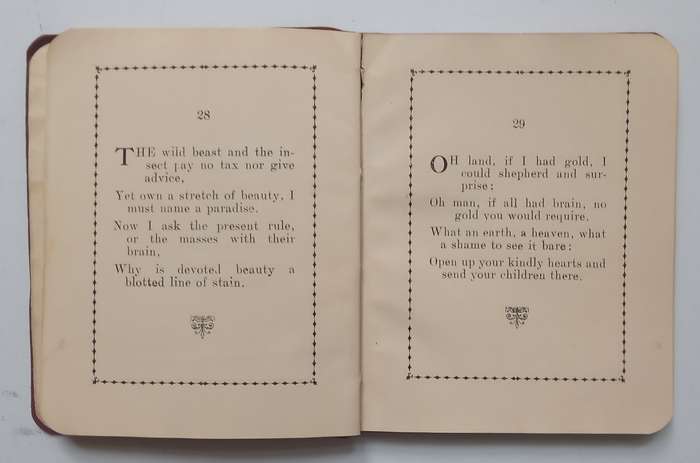 28
THE wild beast and the in-
sect pay no tax nor give
advice,
Yet own a stretch of beauty, I
must name a paradise.
Now I ask the present rule,
or the masses with their
brain,
Why is devoted beauty a
blotted line of stain.
29
OH land, if I had gold, I
could shepherd and sur-
prise;
Oh man, if all had brain, no
gold you would require.
What an earth, a heaven, what
a shame to see it bare:
Open up your kindly hearts and
send your children there.